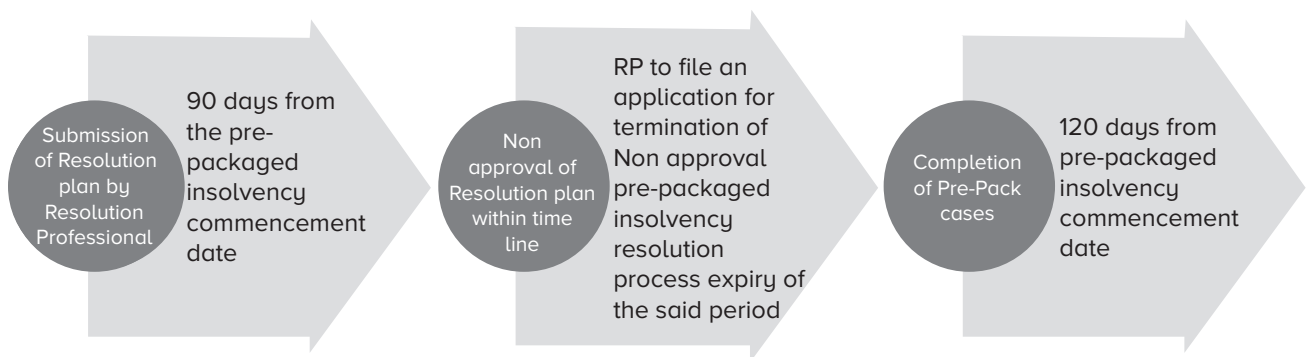 Submission
of Resolution
plan by
Resolution
Professional
90 days from
the pre-
packaged
insolvency
commencement
date
Non
approval of
Resolution plan
within time
line
RP to file an
application for
termination of
Non approval
pre-packaged
insolvency
resolution
process expiry of
the said period
Completion
of Pre-Pack
cases
120 days from
pre-packaged
insolvency
commencement
date